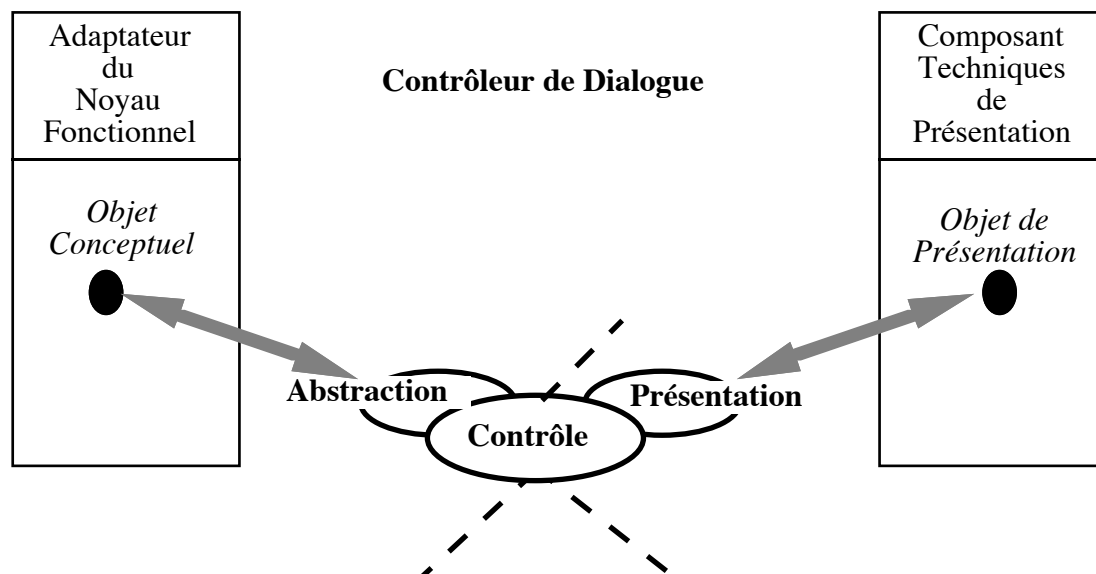 Adaptateur
du
Noyau
Fonctionnel
Contrôleur de Dialogue
Composant
Techniques
de
Présentation
Objet
Conceptuel
Objet de
Présentation
Abstraction
Présentation
Contrôle